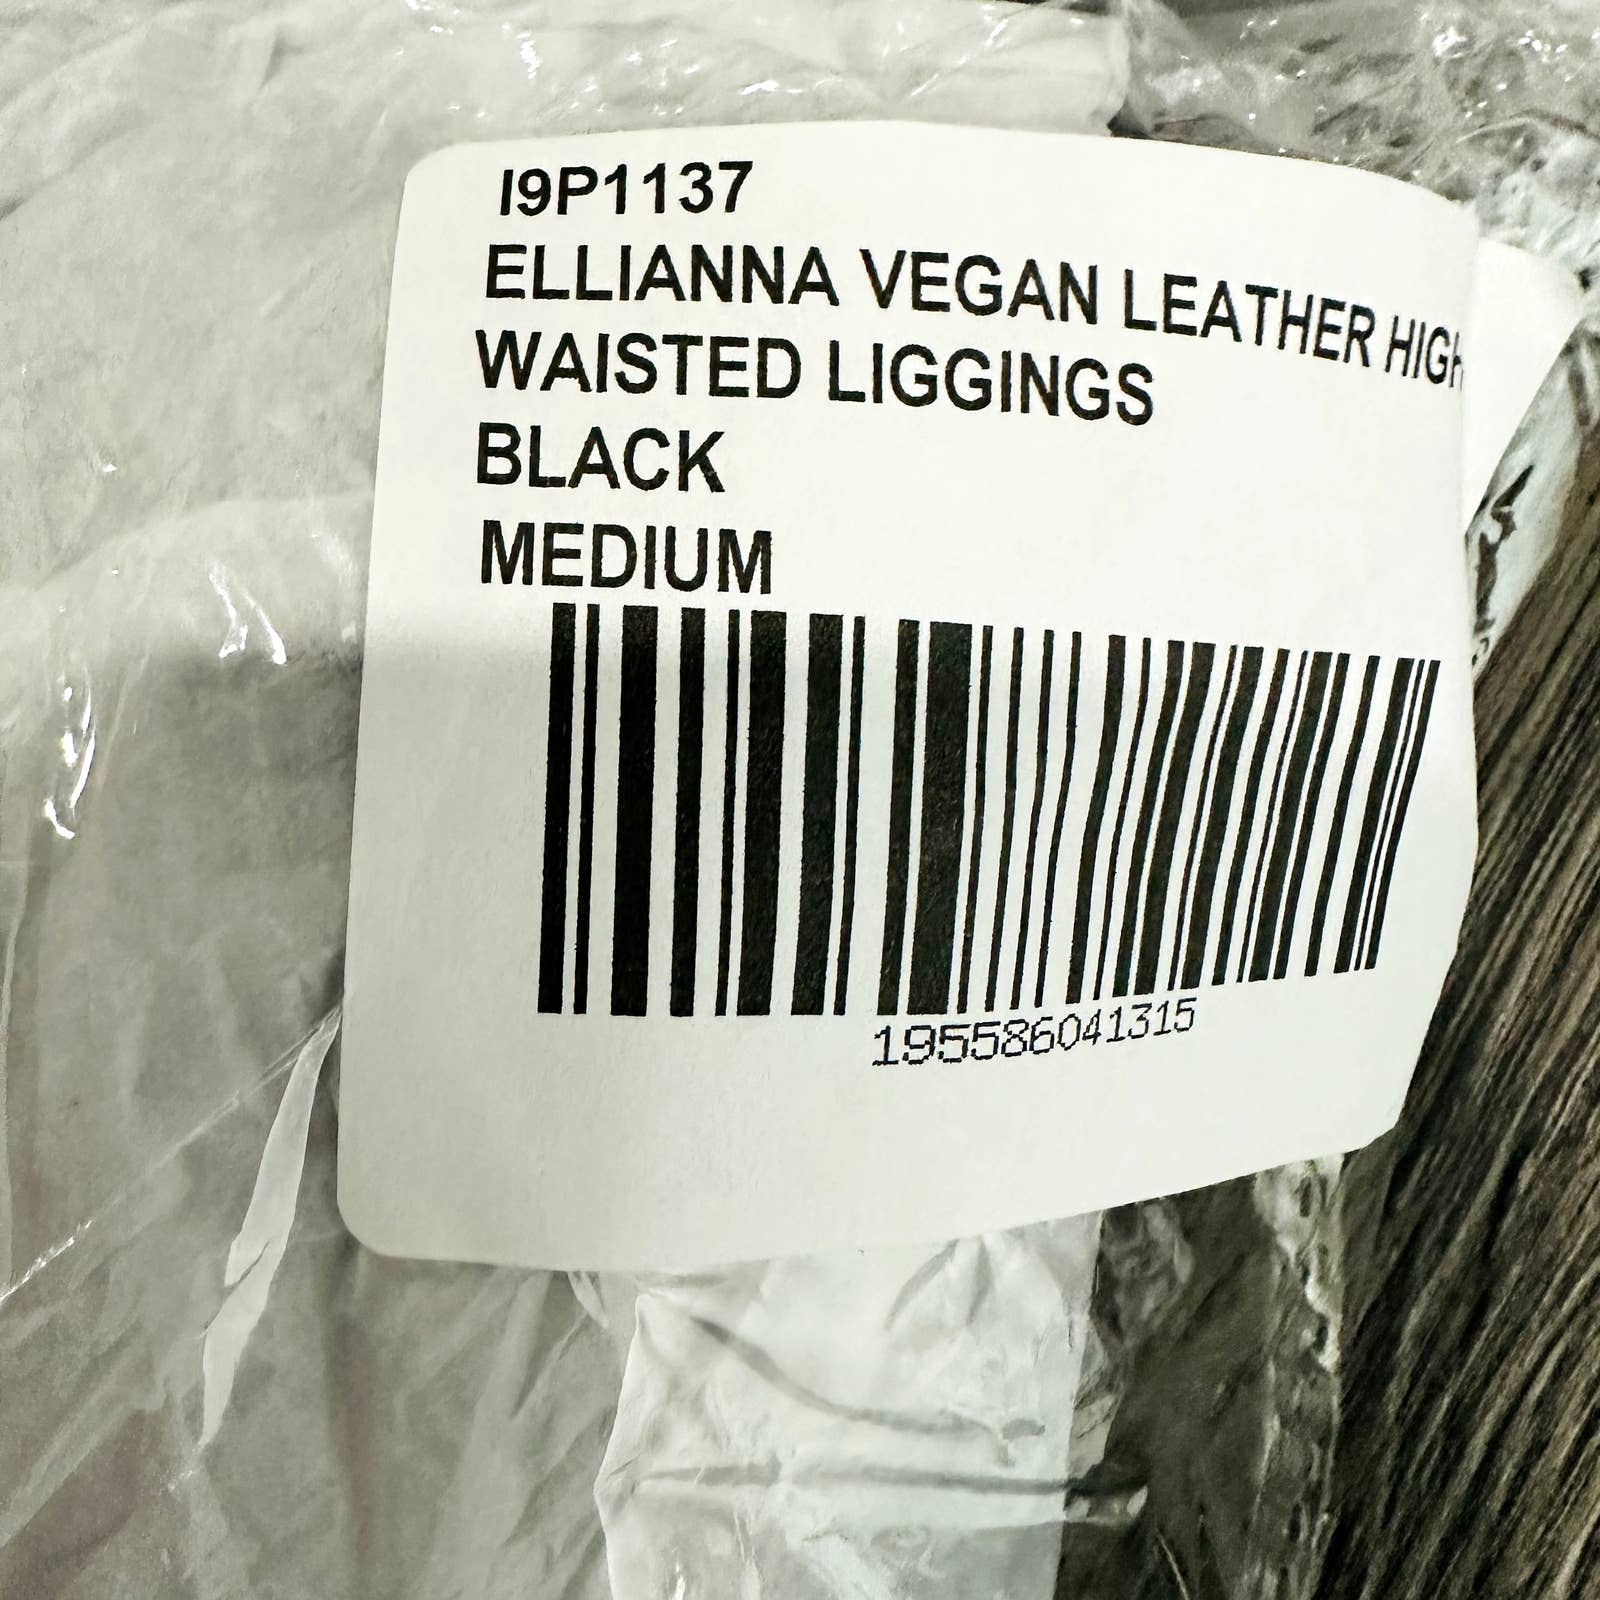 I9P1137
ELLIANNA VEGAN LEATHER HIGH
WAISTED LIGGINGS
BLACK
MEDIUM
195586041315